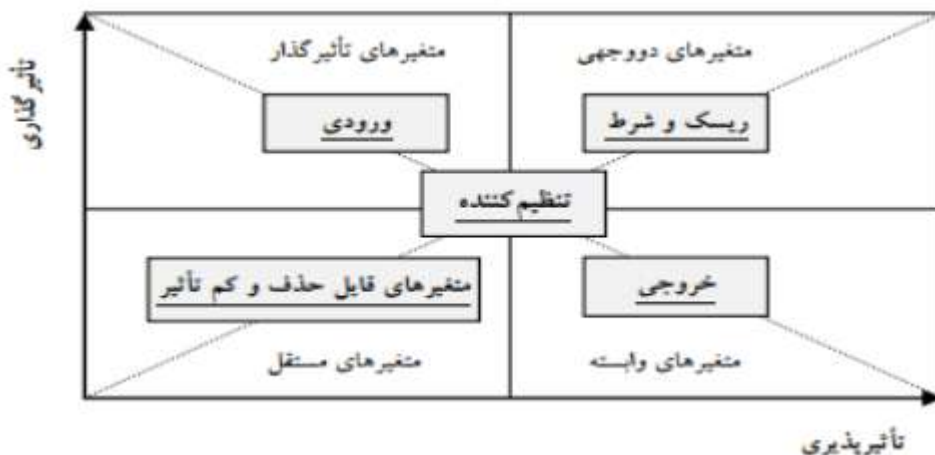 تأثیرگذاری
متغیرهای دووجهی
متغیرهای تأثیرگذار
ریسک و شرط
ورودی
تنظیم‌کننده
خروجی
متغیرهای قایل حذف و کم تأثیر
متغیرهای وابسته
متغیرهای مستقل
تأثیرپذیری